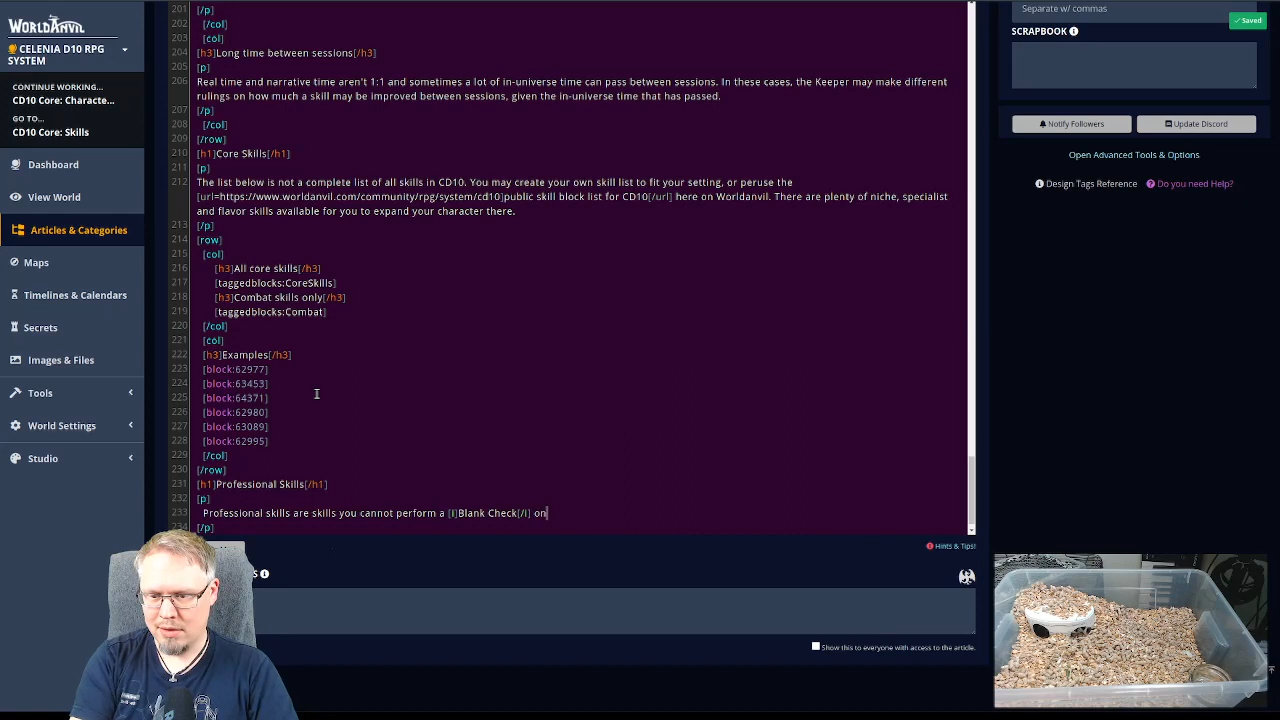 WORLDANVIL
CELENIA D10 RPG
SYSTEM
CONTINUE WORKING...
CD10 Core: Characte...
GO TO...
CD10 Core: Skills
Dashboard
View World
Articles & Categories
Maps
Timelines & Calendars
Secrets
Images & Files
Tools
World Settings
Studio
201 [/p]
202 [/col]
203 [col]
204 [h3]Long time between sessions[/h3]
205 [p]
206 Real time and narrative time aren't 1:1 and sometimes a lot of in-universe time can pass between sessions. In these cases, the Keeper may make different
rulings on how much a skill may be improved between sessions, given the in-universe time that has passed.
207 [/p]
208 [/col]
209 [/row]
210 [h1]Core Skills[/h1]
211 [p]
212 The list below is not a complete list of all skills in CD10. You may create your own skill list to fit your setting, or peruse the
[url=https://www.worldanvil.com/community/rpg/system/cd10]public skill block list for CD10[/url] here on Worldanvil. There are plenty of niche, specialist
and flavor skills available for you to expand your character there.
213 [/p]
214 [row]
215 [col]
216 [h3]All core skills[/h3]
217 [taggedblocks:CoreSkills]
218 [h3]Combat skills only[/h3]
219 [taggedblocks:Combat]
220 [/col]
221 [col]
222 [h3]Examples[/h3]
223 [block:62977]
224 [block:63453]
225 [block:64371]
226 [block:62980]
227 [block:63089]
228 [block:62995]
229 [/col]
230 [/row]
231 [h1]Professional Skills[/h1]
232 [p]
233 Professional skills are skills you cannot perform a [I]Blank Check[/I] on
234 [/p]
Hints & Tips!
Show this to everyone with access to the article.
Separate w/ commas
Saved
SCRAPBOOK
Notify Followers
Update Discord
Open Advanced Tools & Options
Design Tags Reference
Do you need Help?